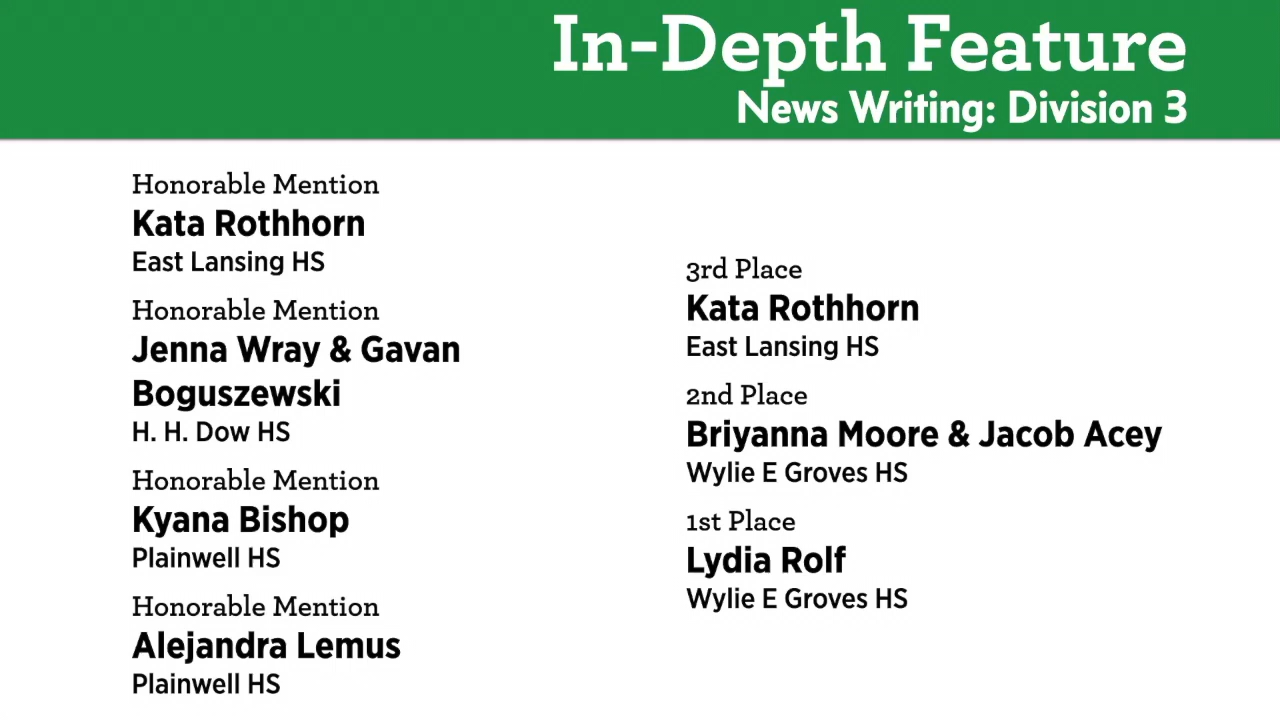 In-Depth Feature
News Writing: Division 3
Honorable Mention
Kata Rothhorn
East Lansing HS
Honorable Mention
Jenna Wray & Gavan
Boguszewski
H. H. Dow HS
Honorable Mention
Kyana Bishop
Plainwell HS
Honorable Mention
Alejandra Lemus
Plainwell HS
3rd Place
Kata Rothhorn
East Lansing HS
2nd Place
Briyanna Moore & Jacob Acey
Wylie E Groves HS
1st Place
Lydia Rolf
Wylie E Groves HS